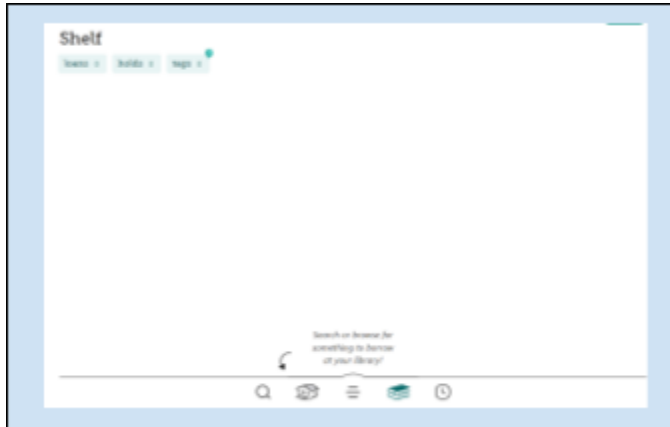 Shelf
loans holds tags
Search or browse for
something to borrow
at your library!